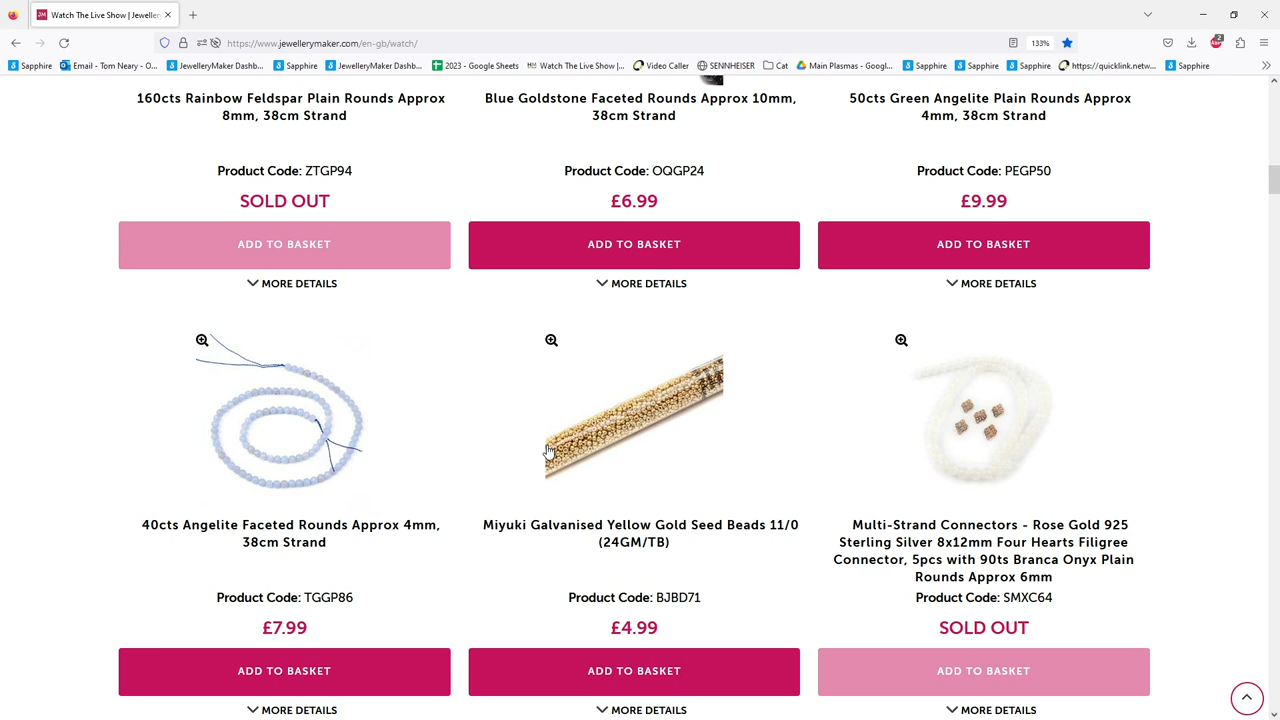 Watch The Live Show | Jeweller
https://www.jewellerymaker.com/en-gb/watch/
133%
2
Sapphire
Email - Tom Neary - O...
JewelleryMaker Dashb...
Sapphire
JewelleryMaker Dashb...
2023 - Google Sheets
Watch The Live Show |...
Video Caller
SENNHEISER
Cat
Main Plasmas - Googl...
Sapphire
Sapphire
Sapphire
https://quicklink.netw...
Sapphire
160cts Rainbow Feldspar Plain Rounds Approx
8mm, 38cm Strand
Product Code: ZTGP94
SOLD OUT
ADD TO BASKET
MORE DETAILS
Blue Goldstone Faceted Rounds Approx 10mm,
38cm Strand
Product Code: OQGP24
£6.99
ADD TO BASKET
MORE DETAILS
50cts Green Angelite Plain Rounds Approx
4mm, 38cm Strand
Product Code: PEGP50
£9.99
ADD TO BASKET
MORE DETAILS
40cts Angelite Faceted Rounds Approx 4mm,
38cm Strand
Product Code: TGGP86
£7.99
ADD TO BASKET
MORE DETAILS
Miyuki Galvanised Yellow Gold Seed Beads 11/0
(24GM/TB)
Product Code: BJBD71
£4.99
ADD TO BASKET
MORE DETAILS
Multi-Strand Connectors - Rose Gold 925
Sterling Silver 8x12mm Four Hearts Filigree
Connector, 5pcs with 90ts Branca Onyx Plain
Rounds Approx 6mm
Product Code: SMXC64
SOLD OUT
ADD TO BASKET
MORE DETAILS